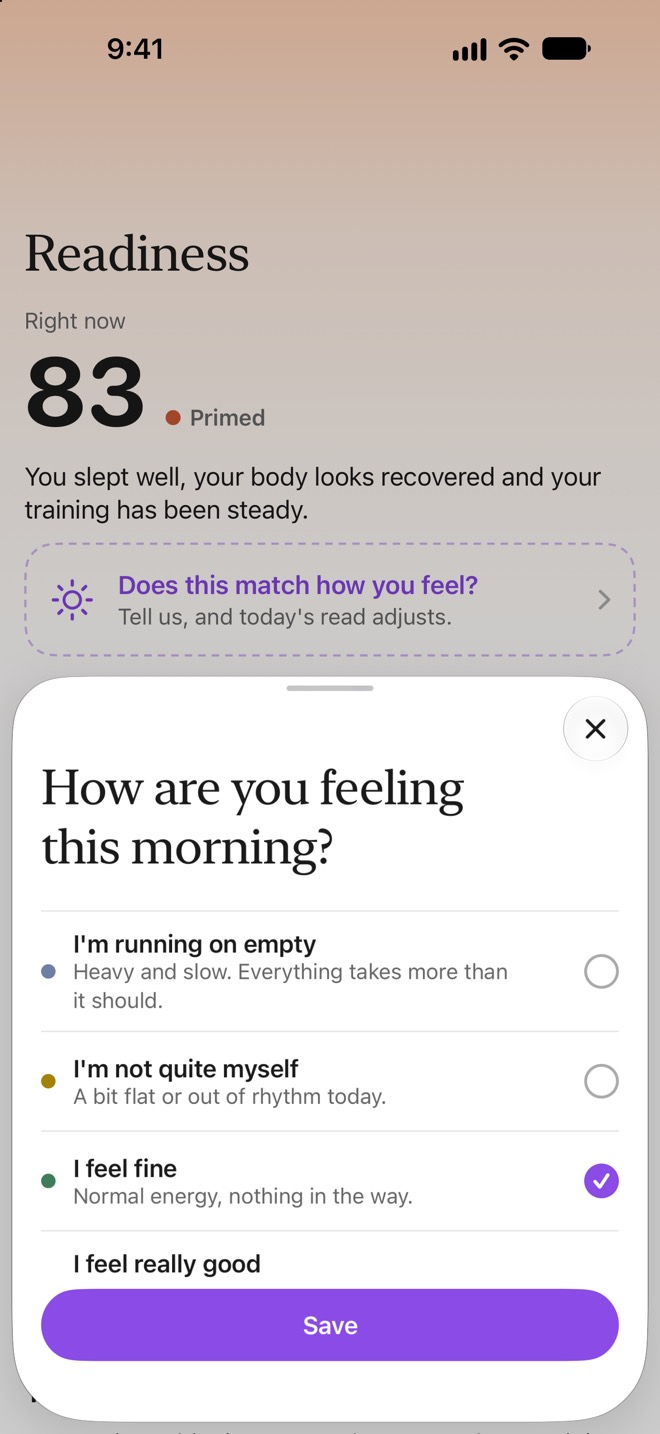 9:41
Readiness
Right now
83
Primed
You slept well, your body looks recovered and your
training has been steady.
Does this match how you feel?
Tell us, and today's read adjusts.
How are you feeling
this morning?
I'm running on empty
Heavy and slow. Everything takes more than
it should.
I'm not quite myself
A bit flat or out of rhythm today.
I feel fine
Normal energy, nothing in the way.
I feel really good
Save